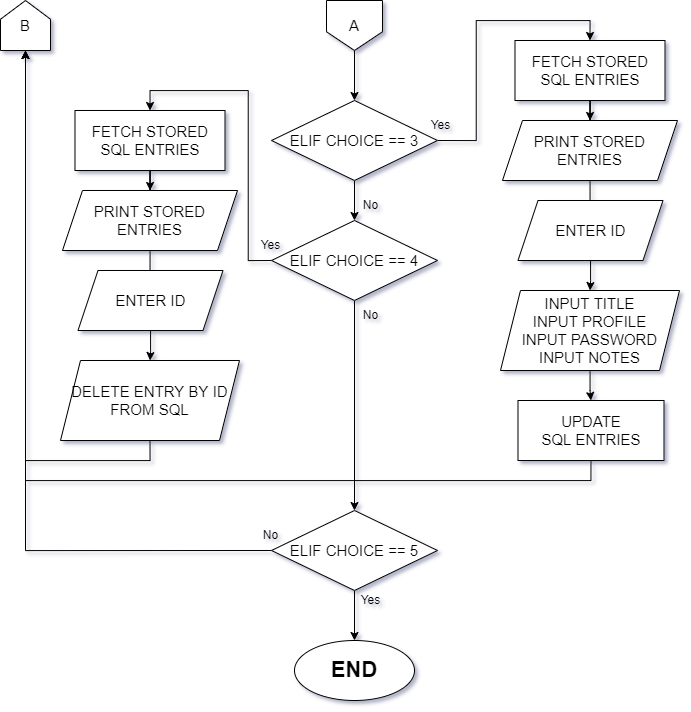 B
A
FETCH STORED
SQL ENTRIES
Yes
FETCH STORED
SQL ENTRIES
ELIF CHOICE == 3
PRINT STORED
ENTRIES
No
PRINT STORED
ENTRIES
Yes
ELIF CHOICE == 4
ENTER ID
ENTER ID
No
INPUT TITLE
INPUT PROFILE
INPUT PASSWORD
INPUT NOTES
DELETE ENTRY BY ID
FROM SQL
UPDATE
SQL ENTRIES
No
ELIF CHOICE == 5
Yes
END